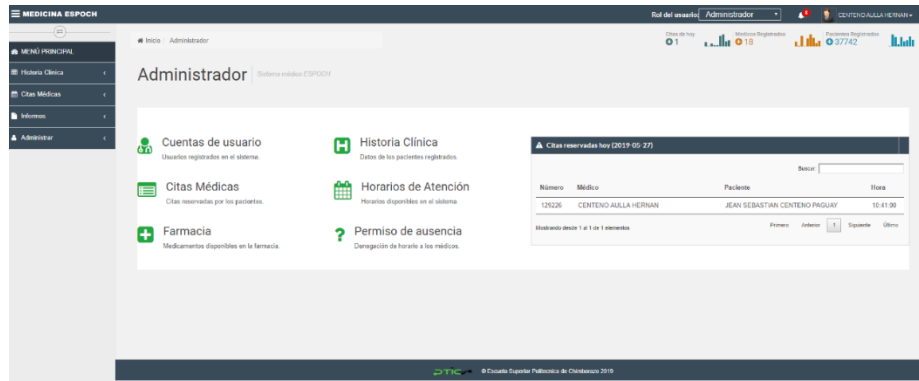 MEDICINA ESPOCH
Rol del usuario: Administrador
CENTENO AULLA HERNAN
MENÚ PRINCIPAL
Historia Clínica
Citas Médicas
Informes
Administrar
Inicio / Administrador
Citas de hoy
1
Médicos Registrados
16
Pacientes Registrados
37742
Administrador
Sistema médico ESPOCH
Cuentas de usuario
Usuarios registrados en el sistema.
Historia Clínica
Datos de los pacientes registrados.
Citas Médicas
Citas reservadas por los pacientes.
Horarios de Atención
Horarios disponibles en el sistema.
Farmacia
Medicamentos disponibles en la farmacia.
Permiso de ausencia
Denegación de horario a los médicos.
Citas reservadas hoy (2019-05-27)
Buscar:
Número Médico Paciente Hora
129226 CENTENO AULLA HERNAN JEAN SEBASTIAN CENTENO PAGUAY 10:41:00
Mostrando desde 1 al 1 de 1 elementos
Primero Anterior 1 Siguiente Último
DTIC
© Escuela Superior Politécnica de Chimborazo 2019